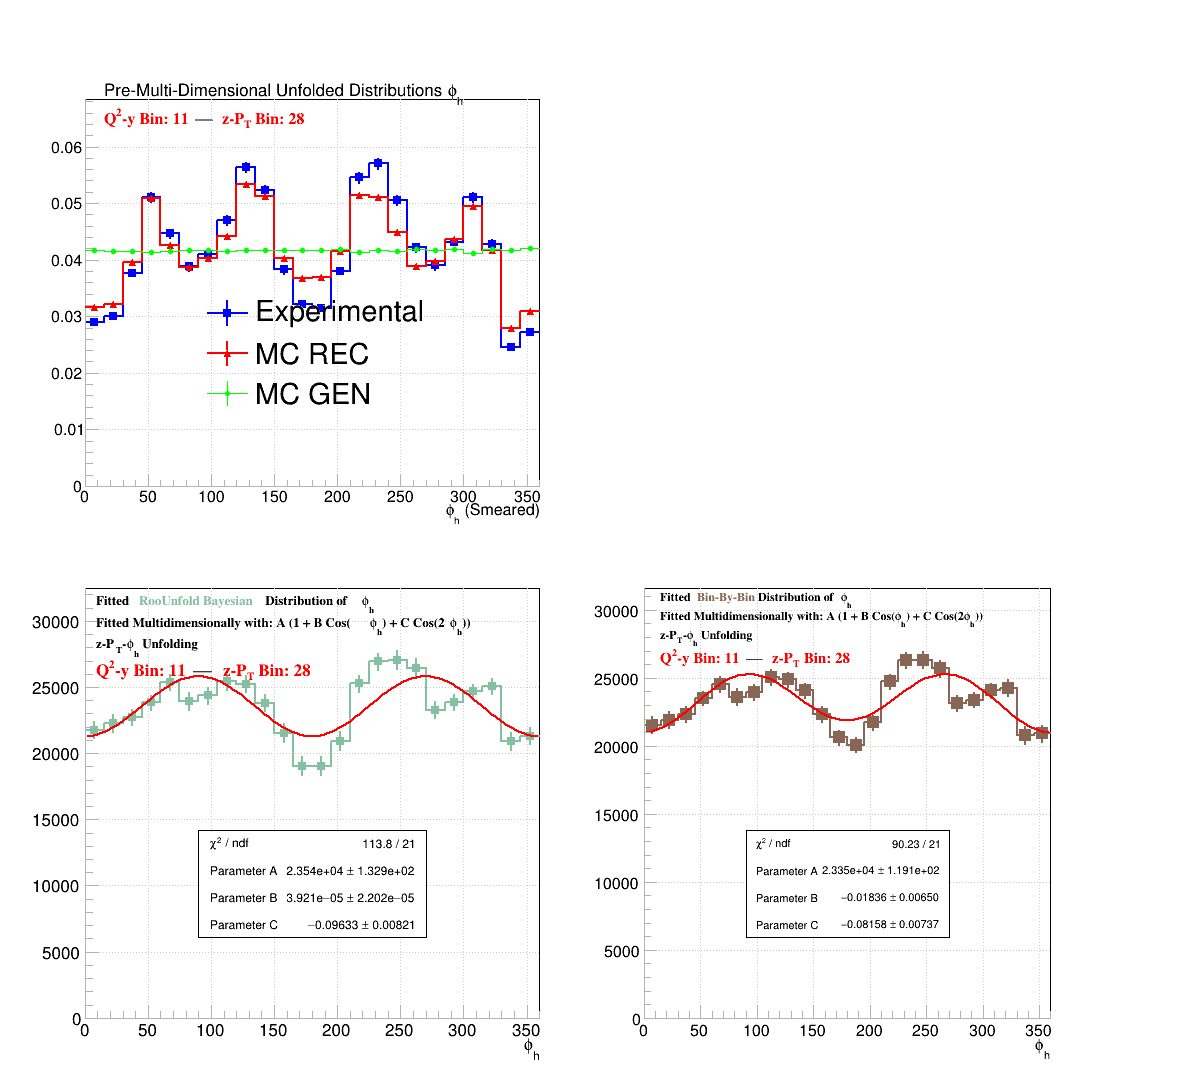 Pre-Multi-Dimensional Unfolded Distributions ϕh
Q2-y Bin: 11 — z-PT Bin: 28
0.06
0.05
0.04
0.03
0.02
0.01
0
Experimental
MC REC
MC GEN
0 50 100 150 200 250 300 350
ϕh (Smeared)
Fitted RooUnfold Bayesian Distribution of ϕh
Fitted Multidimensionally with: A (1 + B Cos( ϕh) + C Cos(2 ϕh))
z-PT-ϕh Unfolding
Q2-y Bin: 11 — z-PT Bin: 28
30000
25000
20000
15000
10000
5000
0
χ2 / ndf 113.8 / 21
Parameter A 2.354e+04 ± 1.329e+02
Parameter B 3.921e−05 ± 2.202e−05
Parameter C −0.09633 ± 0.00821
0 50 100 150 200 250 300 350
ϕh
Fitted Bin-By-Bin Distribution of ϕh
Fitted Multidimensionally with: A (1 + B Cos(ϕh) + C Cos(2ϕh))
z-PT-ϕh Unfolding
Q2-y Bin: 11 — z-PT Bin: 28
30000
25000
20000
15000
10000
5000
0
χ2 / ndf 90.23 / 21
Parameter A 2.335e+04 ± 1.191e+02
Parameter B −0.01836 ± 0.00650
Parameter C −0.08158 ± 0.00737
0 50 100 150 200 250 300 350
ϕh